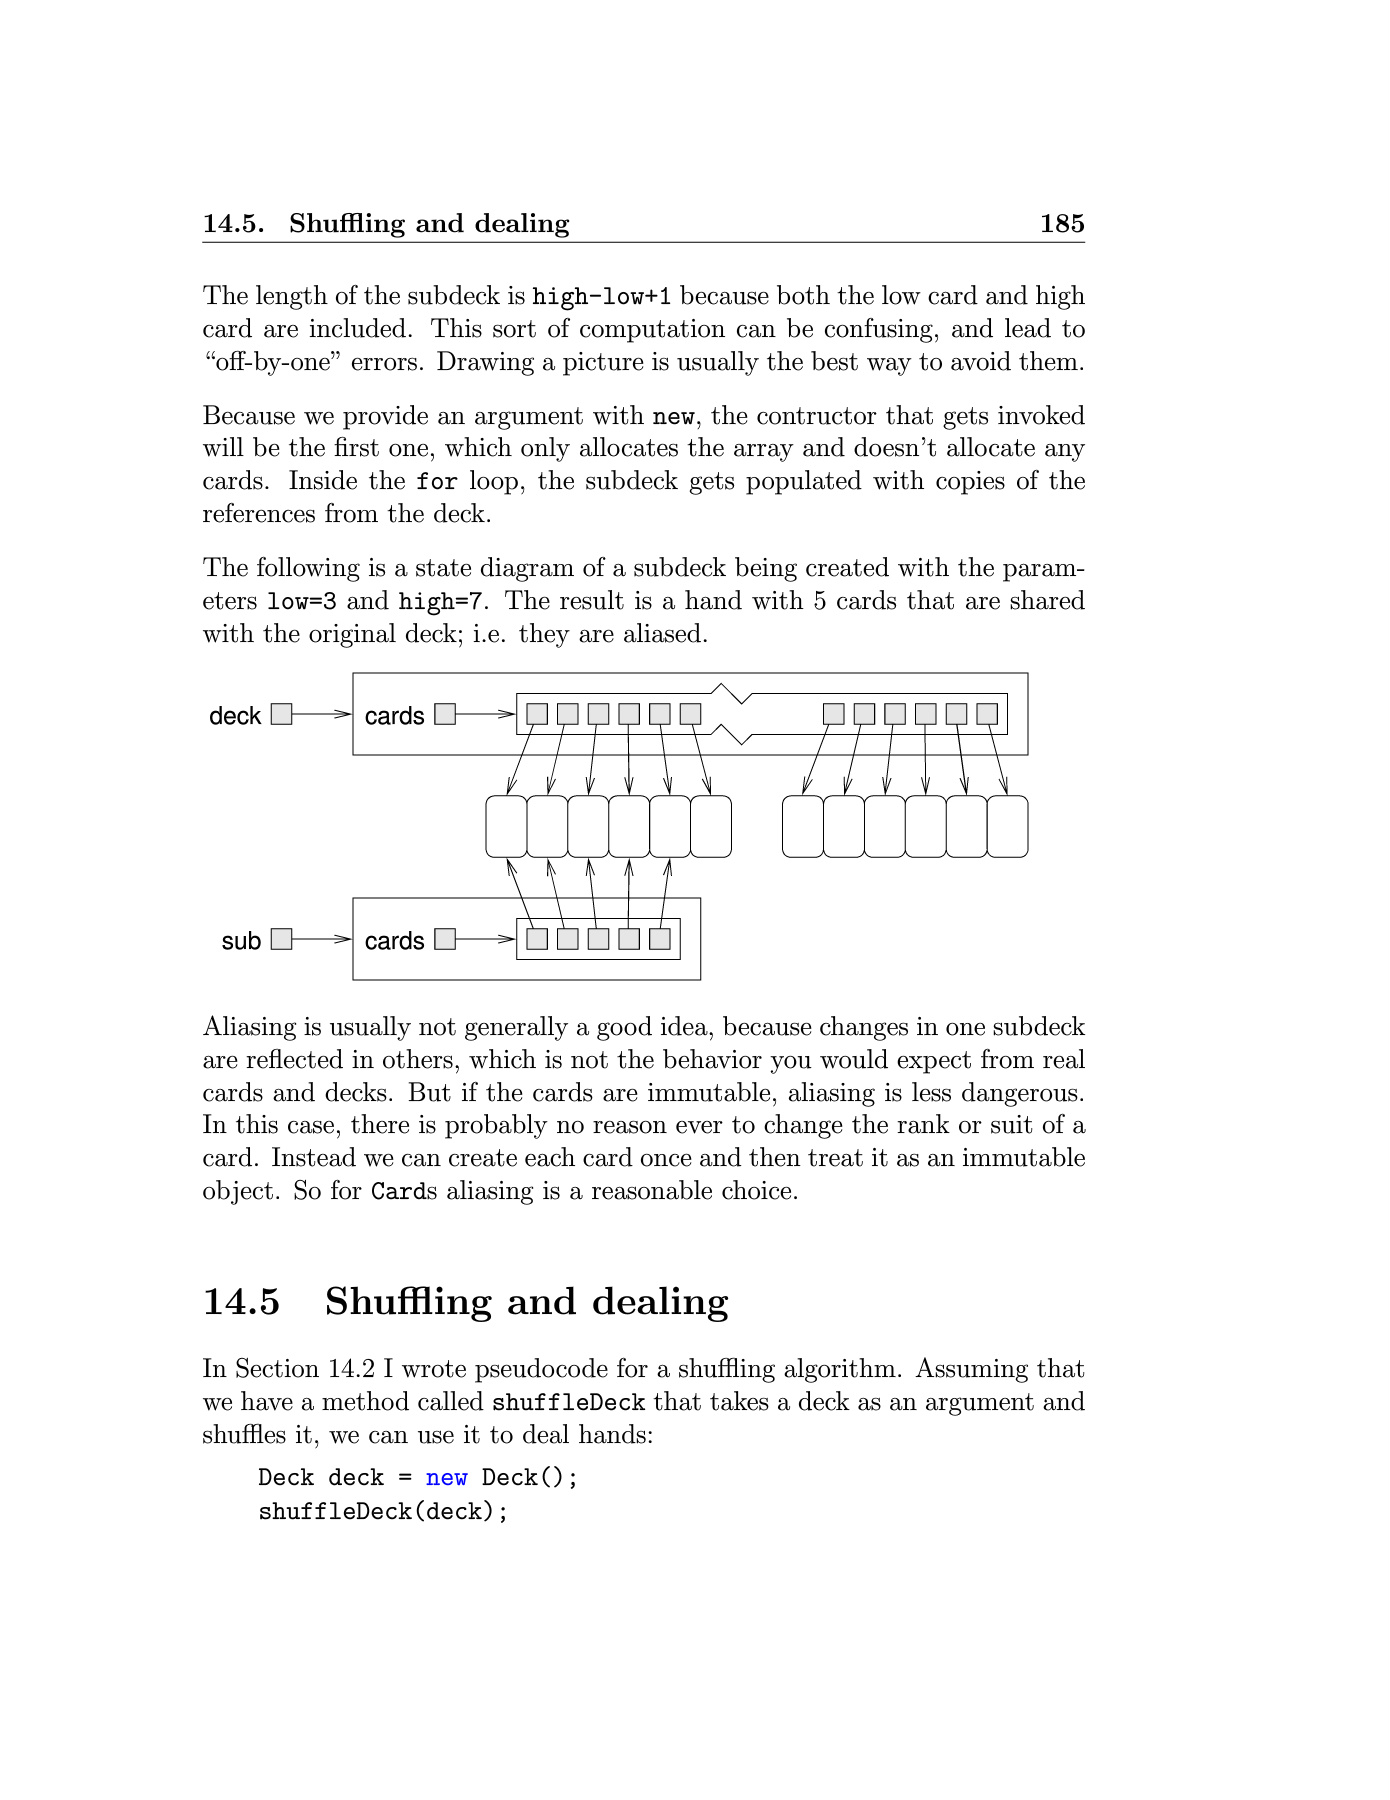 14.5. Shuffling and dealing 185
The length of the subdeck is high-low+1 because both the low card and high
card are included. This sort of computation can be confusing, and lead to
“off-by-one” errors. Drawing a picture is usually the best way to avoid them.
Because we provide an argument with new, the contructor that gets invoked
will be the first one, which only allocates the array and doesn’t allocate any
cards. Inside the for loop, the subdeck gets populated with copies of the
references from the deck.
The following is a state diagram of a subdeck being created with the param-
eters low=3 and high=7. The result is a hand with 5 cards that are shared
with the original deck; i.e. they are aliased.
deck cards
sub cards
Aliasing is usually not generally a good idea, because changes in one subdeck
are reflected in others, which is not the behavior you would expect from real
cards and decks. But if the cards are immutable, aliasing is less dangerous.
In this case, there is probably no reason ever to change the rank or suit of a
card. Instead we can create each card once and then treat it as an immutable
object. So for Cards aliasing is a reasonable choice.
14.5 Shuffling and dealing
In Section 14.2 I wrote pseudocode for a shuffling algorithm. Assuming that
we have a method called shuffleDeck that takes a deck as an argument and
shuffles it, we can use it to deal hands:
Deck deck = new Deck();
shuffleDeck(deck);